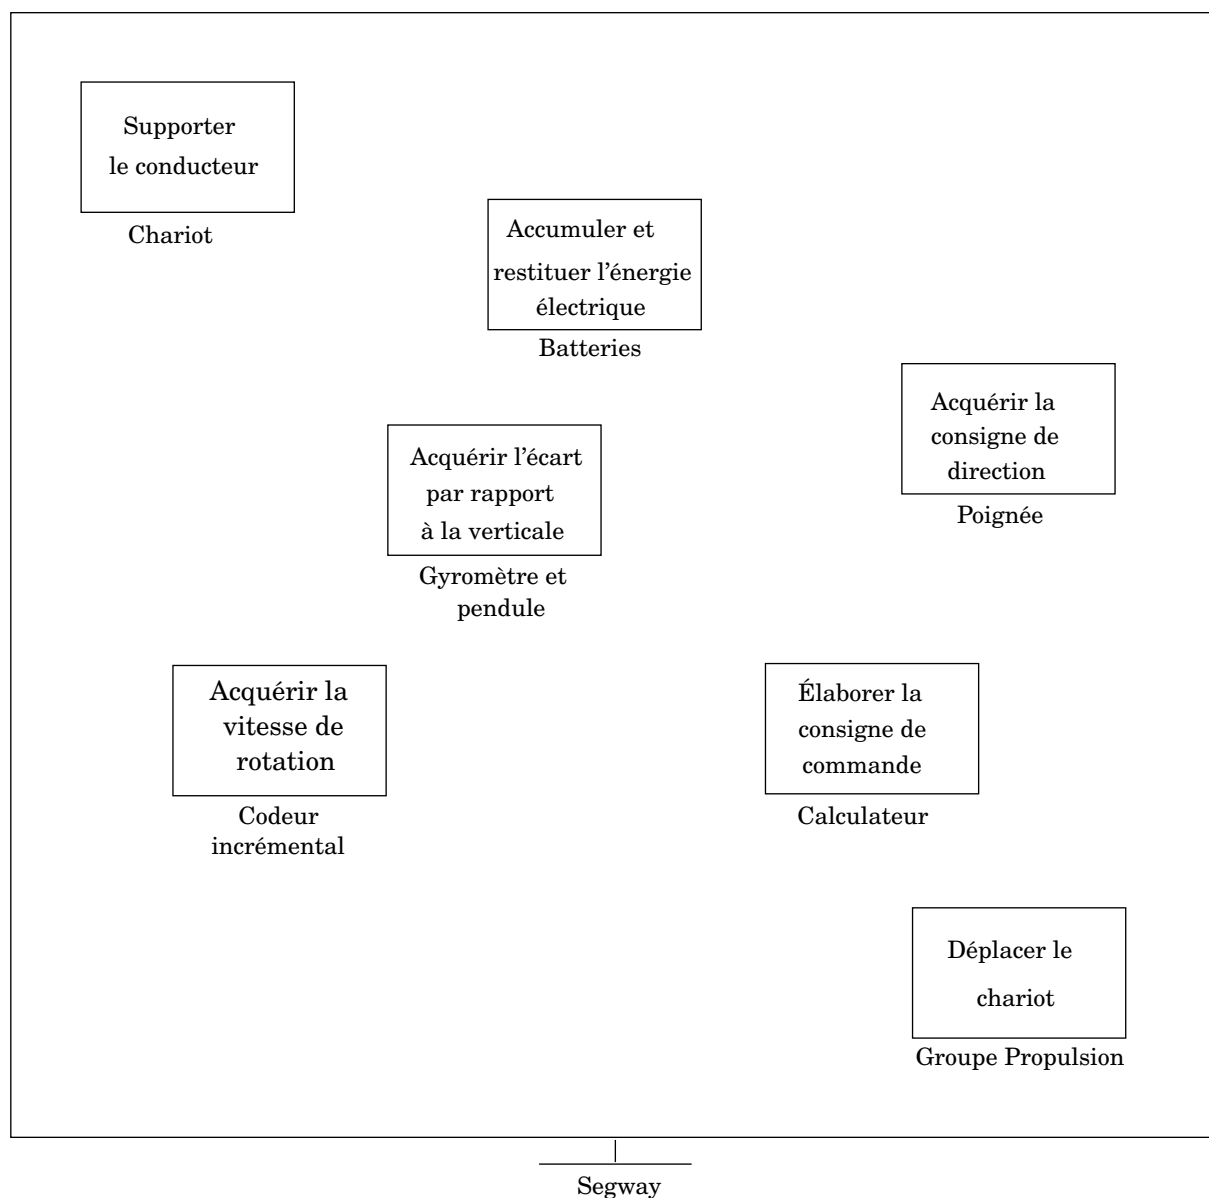 Supporter
le conducteur
Chariot
Accumuler et
restituer l’énergie
électrique
Batteries
Acquérir la
consigne de
direction
Poignée
Acquérir l’écart
par rapport
à la verticale
Gyromètre et
pendule
Acquérir la
vitesse de
rotation
Codeur
incrémental
Élaborer la
consigne de
commande
Calculateur
Déplacer le
chariot
Groupe Propulsion
Segway